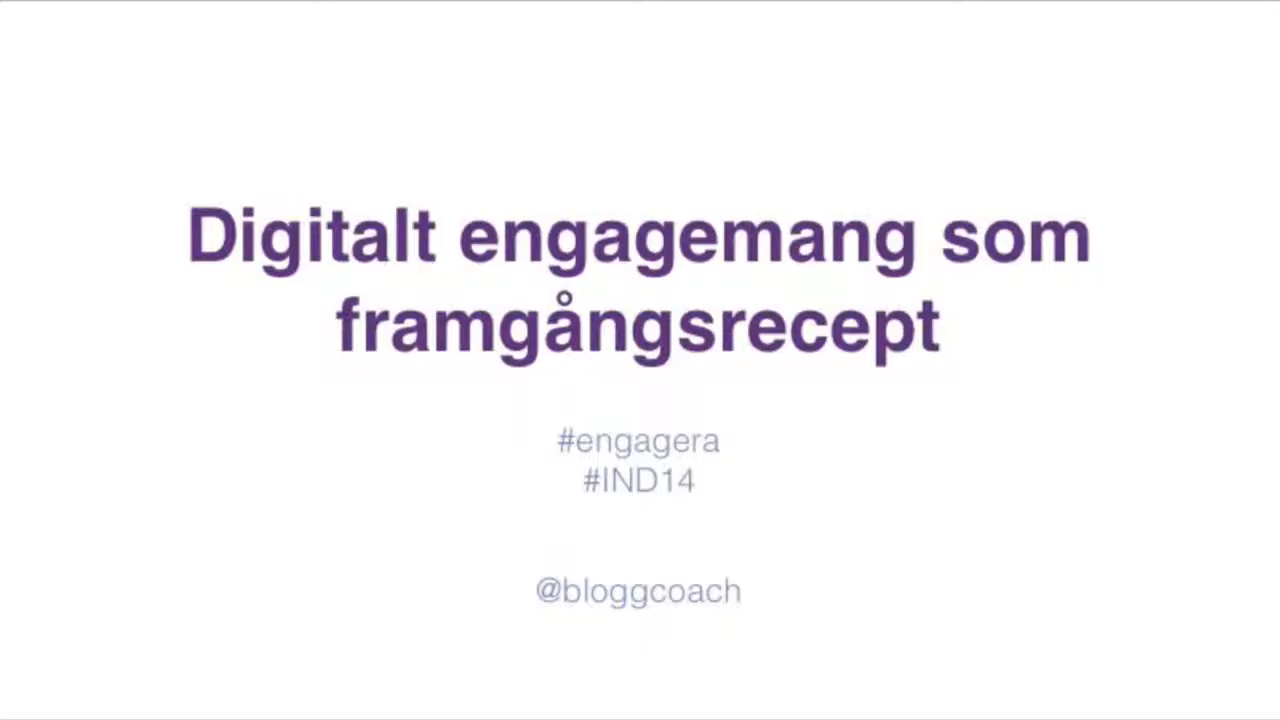 Digitalt engagemang som
framgångsrecept
#engagera
#IND14
@bloggcoach